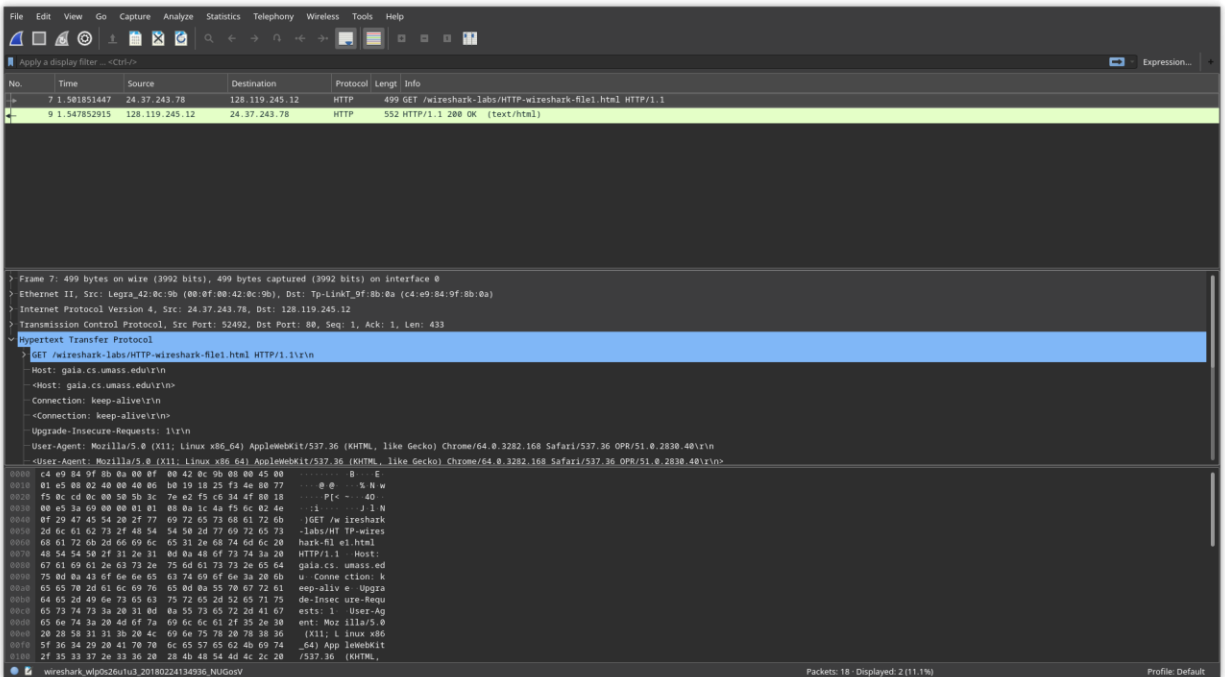 File Edit View Go Capture Analyze Statistics Telephony Wireless Tools Help
Apply a display filter ... <Ctrl-/> Expression...
No. Time Source Destination Protocol Lengt Info
7 1.501851447 24.37.243.78 128.119.245.12 HTTP 499 GET /wireshark-labs/HTTP-wireshark-file1.html HTTP/1.1
9 1.547852915 128.119.245.12 24.37.243.78 HTTP 552 HTTP/1.1 200 OK (text/html)
Frame 7: 499 bytes on wire (3992 bits), 499 bytes captured (3992 bits) on interface 0
Ethernet II, Src: Legra_42:0c:9b (00:0f:00:42:0c:9b), Dst: Tp-LinkT_9f:8b:0a (c4:e9:84:9f:8b:0a)
Internet Protocol Version 4, Src: 24.37.243.78, Dst: 128.119.245.12
Transmission Control Protocol, Src Port: 52492, Dst Port: 80, Seq: 1, Ack: 1, Len: 433
Hypertext Transfer Protocol
GET /wireshark-labs/HTTP-wireshark-file1.html HTTP/1.1\r\n
Host: gaia.cs.umass.edu\r\n
<Host: gaia.cs.umass.edu\r\n>
Connection: keep-alive\r\n
<Connection: keep-alive\r\n>
Upgrade-Insecure-Requests: 1\r\n
User-Agent: Mozilla/5.0 (X11; Linux x86_64) AppleWebKit/537.36 (KHTML, like Gecko) Chrome/64.0.3282.168 Safari/537.36 OPR/51.0.2830.40\r\n
<User-Agent: Mozilla/5.0 (X11; Linux x86_64) AppleWebKit/537.36 (KHTML, like Gecko) Chrome/64.0.3282.168 Safari/537.36 OPR/51.0.2830.40\r\n>
0000 c4 e9 84 9f 8b 0a 00 0f 00 42 0c 9b 08 00 45 00 ········ ·B····E·
0010 01 e5 08 02 40 00 40 06 b0 19 18 25 f3 4e 80 77 ····@·@· ···%·N·w
0020 f5 0c cd 0c 00 50 5b 3c 7e e2 f5 c6 34 4f 80 18 ·····P[< ~···4O··
0030 00 e5 3a 69 00 00 01 01 08 0a 1c 4a f5 6c 02 4e ··:i···· ···J·l·N
0040 0f 29 47 45 54 20 2f 77 69 72 65 73 68 61 72 6b ·)GET /w ireshark
0050 2d 6c 61 62 73 2f 48 54 54 50 2d 77 69 72 65 73 -labs/HT TP-wires
0060 68 61 72 6b 2d 66 69 6c 65 31 2e 68 74 6d 6c 20 hark-fil e1.html
0070 48 54 54 50 2f 31 2e 31 0d 0a 48 6f 73 74 3a 20 HTTP/1.1 ··Host:
0080 67 61 69 61 2e 63 73 2e 75 6d 61 73 73 2e 65 64 gaia.cs. umass.ed
0090 75 0d 0a 43 6f 6e 6e 65 63 74 69 6f 6e 3a 20 6b u··Conne ction: k
00a0 65 65 70 2d 61 6c 69 76 65 0d 0a 55 70 67 72 61 eep-aliv e··Upgra
00b0 64 65 2d 49 6e 73 65 63 75 72 65 2d 52 65 71 75 de-Insec ure-Requ
00c0 65 73 74 73 3a 20 31 0d 0a 55 73 65 72 2d 41 67 ests: 1· ·User-Ag
00d0 65 6e 74 3a 20 4d 6f 7a 69 6c 6c 61 2f 35 2e 30 ent: Moz illa/5.0
00e0 20 28 58 31 31 3b 20 4c 69 6e 75 78 20 78 38 36 (X11; L inux x86
00f0 5f 36 34 29 20 41 70 70 6c 65 57 65 62 4b 69 74 _64) App leWebKit
0100 2f 35 33 37 2e 33 36 20 28 4b 48 54 4d 4c 2c 20 /537.36 (KHTML,
wireshark_wlp0s26u1u3_20180224134936_NUGosV Packets: 18 · Displayed: 2 (11.1%) Profile: Default